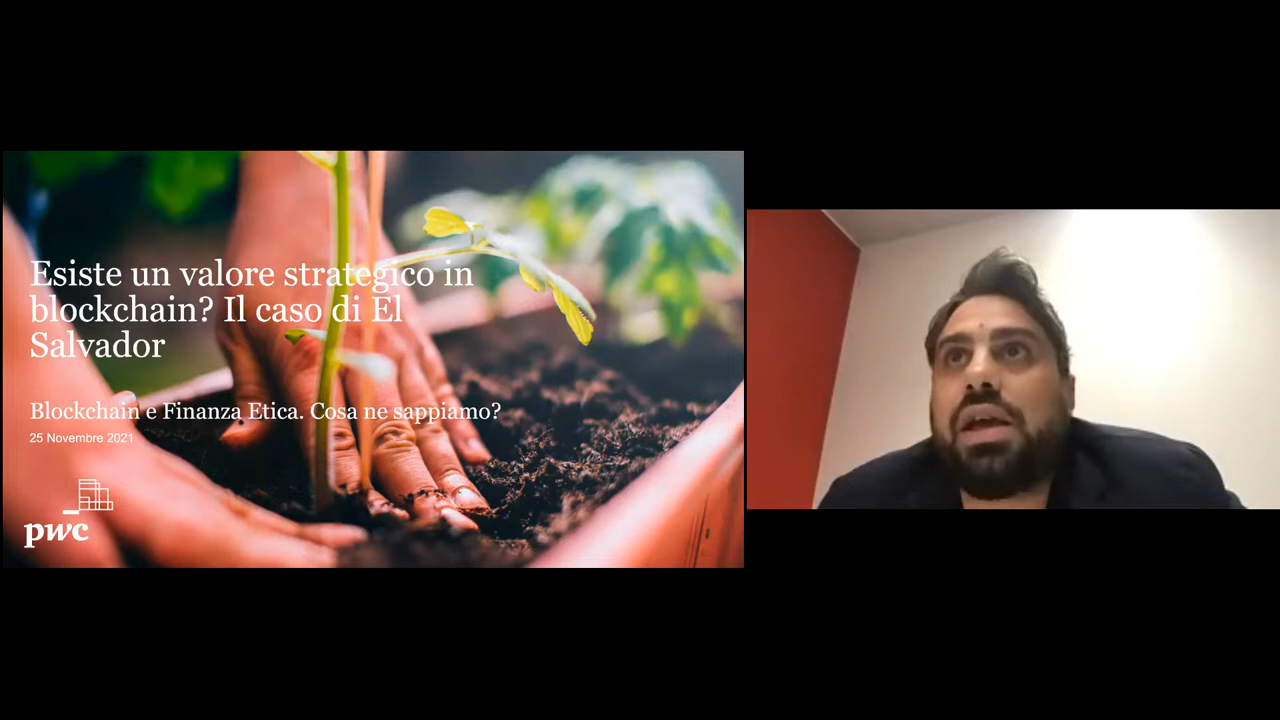 Esiste un valore strategico in
blockchain? Il caso di El
Salvador
Blockchain e Finanza Etica. Cosa ne sappiamo?
25 Novembre 2021
pwc